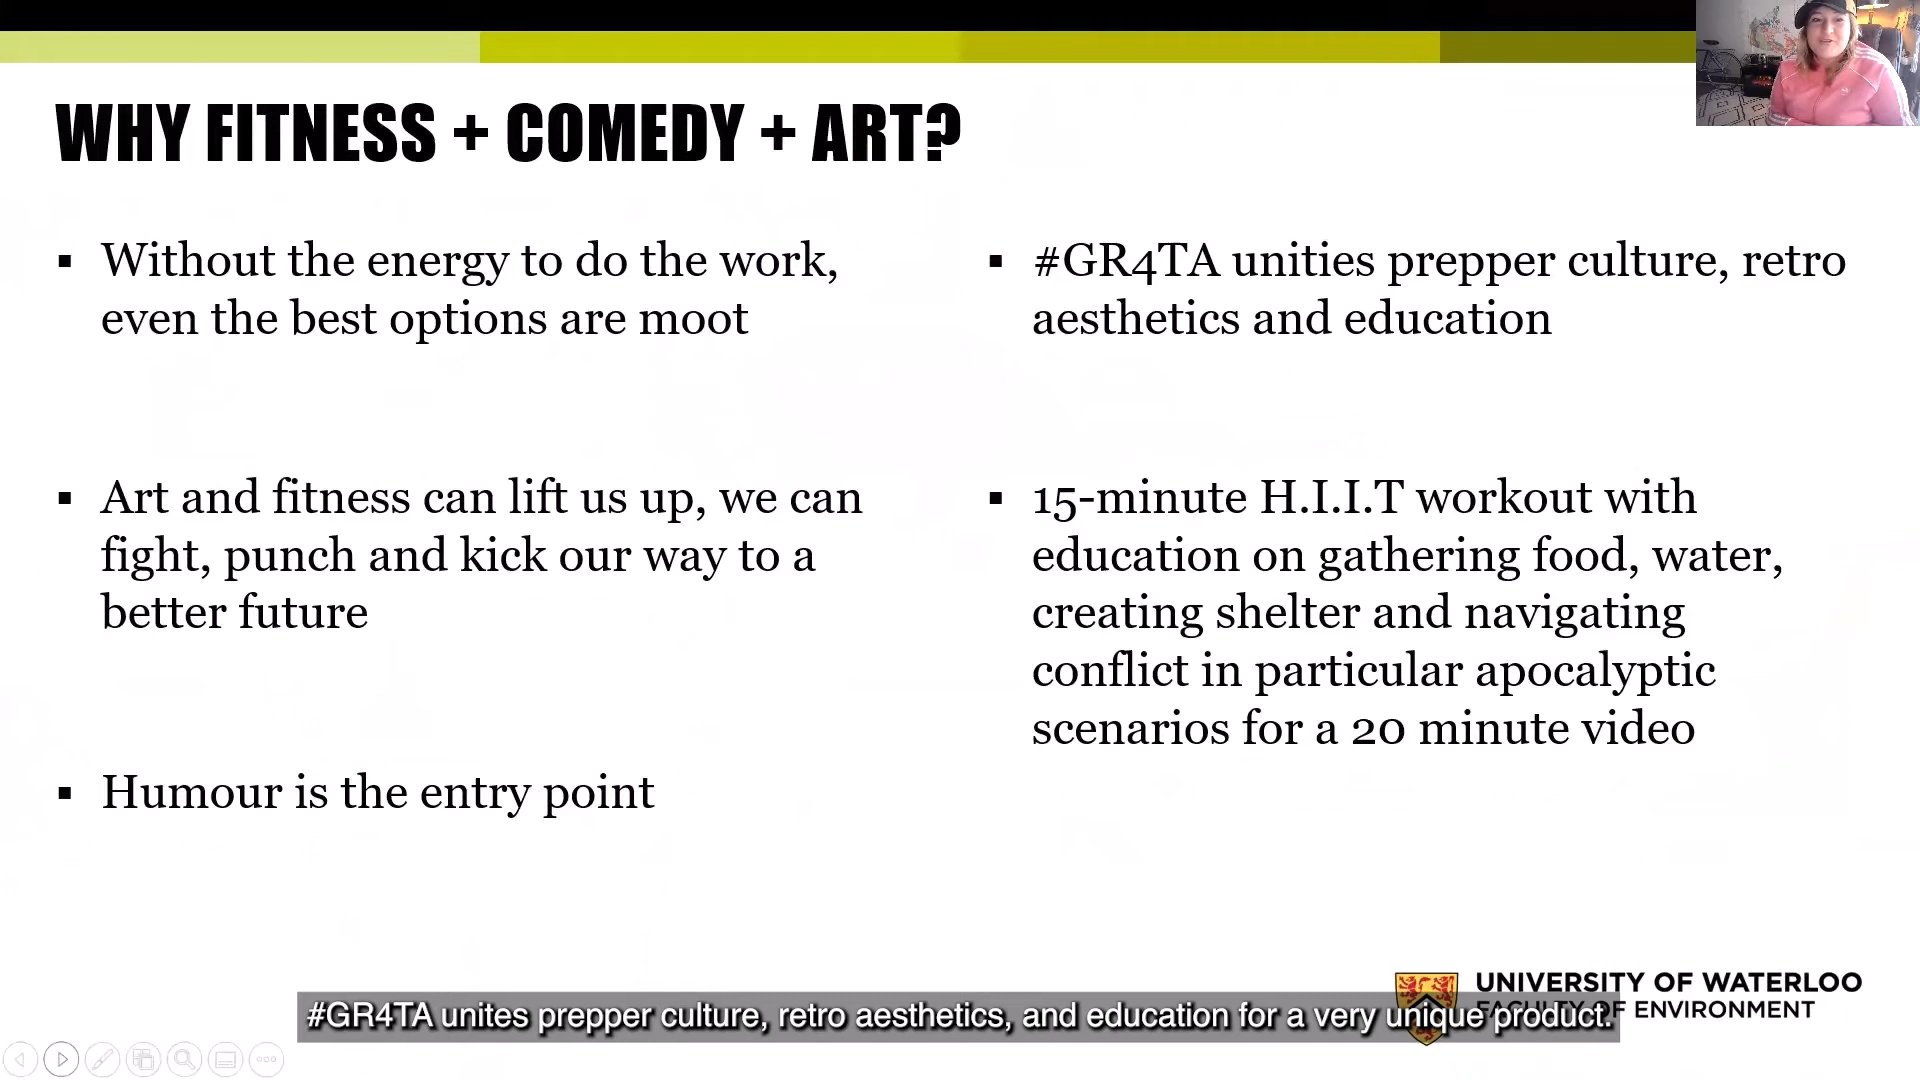 WHY FITNESS + COMEDY + ART?
▪ Without the energy to do the work,
even the best options are moot
▪ Art and fitness can lift us up, we can
fight, punch and kick our way to a
better future
▪ Humour is the entry point
▪ #GR4TA unities prepper culture, retro
aesthetics and education
▪ 15-minute H.I.I.T workout with
education on gathering food, water,
creating shelter and navigating
conflict in particular apocalyptic
scenarios for a 20 minute video
UNIVERSITY OF WATERLOO
FACULTY OF ENVIRONMENT
#GR4TA unites prepper culture, retro aesthetics, and education for a very unique product.